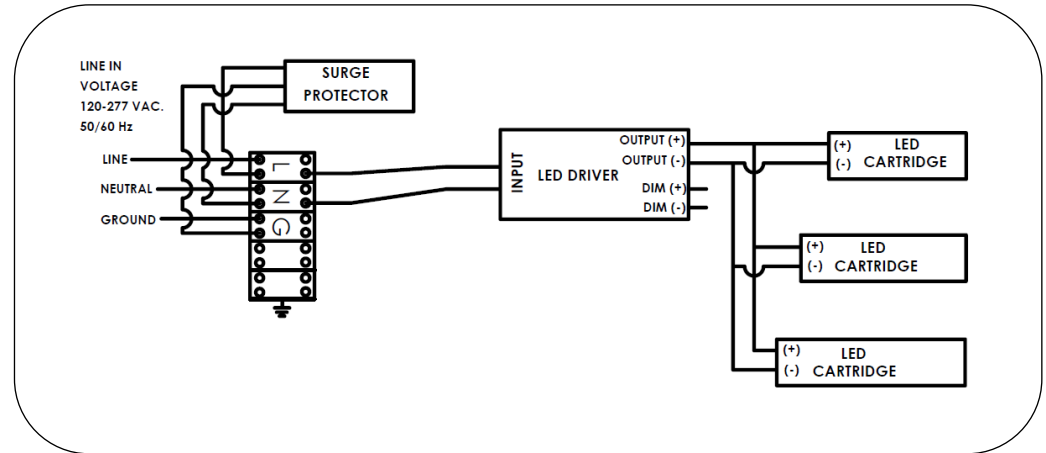 LINE IN
VOLTAGE
120-277 VAC.
50/60 Hz
SURGE
PROTECTOR
LINE
NEUTRAL
GROUND
L
N
G
INPUT
LED DRIVER
OUTPUT (+)
OUTPUT (-)
DIM (+)
DIM (-)
(+) LED
(-) CARTRIDGE
(+) LED
(-) CARTRIDGE
(+) LED
(-) CARTRIDGE